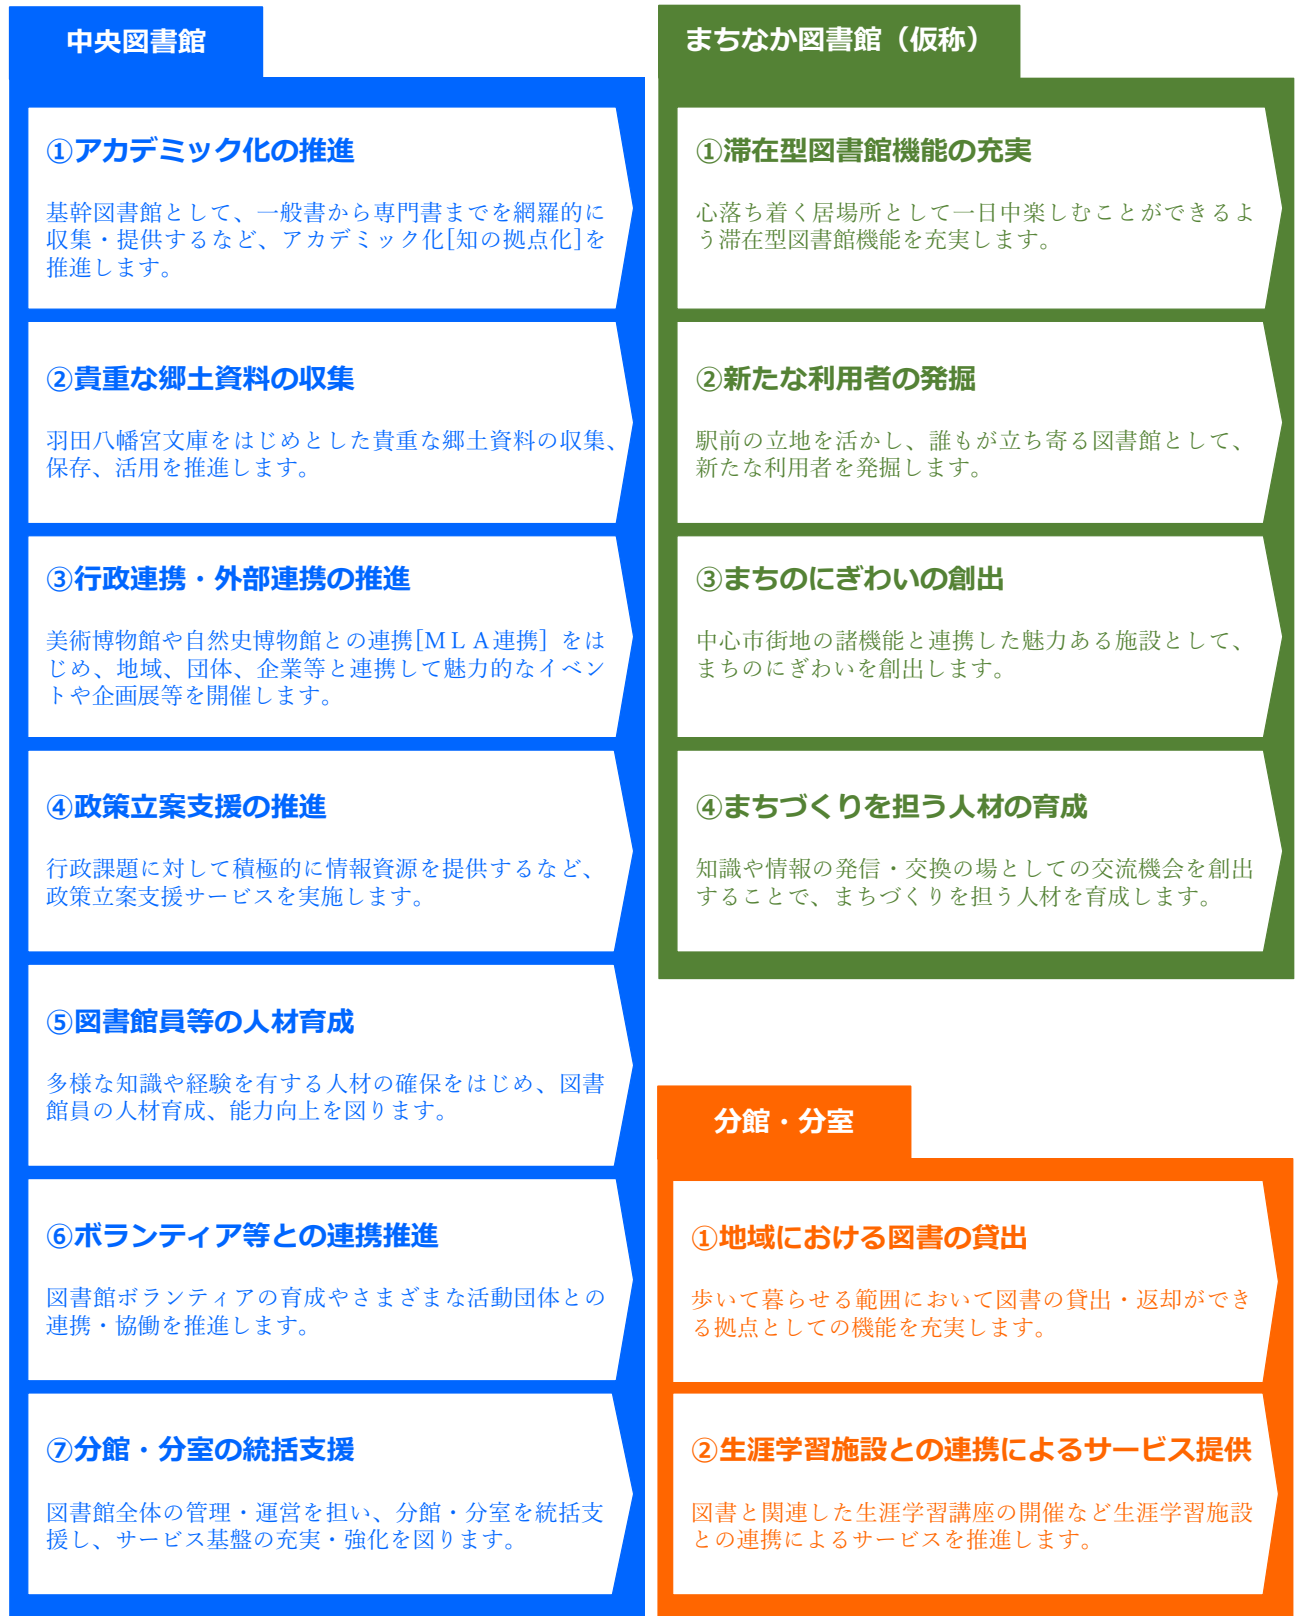 中央図書館
①アカデミック化の推進
基幹図書館として、一般書から専門書までを網羅的に
収集・提供するなど、アカデミック化[知の拠点化]を
推進します。
②貴重な郷土資料の収集
羽田八幡宮文庫をはじめとした貴重な郷土資料の収集、
保存、活用を推進します。
③行政連携・外部連携の推進
美術博物館や自然史博物館との連携[ＭＬＡ連携］をは
じめ、地域、団体、企業等と連携して魅力的なイベン
トや企画展等を開催します。
④政策立案支援の推進
行政課題に対して積極的に情報資源を提供するなど、
政策立案支援サービスを実施します。
⑤図書館員等の人材育成
多様な知識や経験を有する人材の確保をはじめ、図書
館員の人材育成、能力向上を図ります。
⑥ボランティア等との連携推進
図書館ボランティアの育成やさまざまな活動団体との
連携・協働を推進します。
⑦分館・分室の統括支援
図書館全体の管理・運営を担い、分館・分室を統括支
援し、サービス基盤の充実・強化を図ります。
まちなか図書館（仮称）
①滞在型図書館機能の充実
心落ち着く居場所として一日中楽しむことができるよ
う滞在型図書館機能を充実します。
②新たな利用者の発掘
駅前の立地を活かし、誰もが立ち寄る図書館として、
新たな利用者を発掘します。
③まちのにぎわいの創出
中心市街地の諸機能と連携した魅力ある施設として、
まちのにぎわいを創出します。
④まちづくりを担う人材の育成
知識や情報の発信・交換の場としての交流機会を創出
することで、まちづくりを担う人材を育成します。
分館・分室
①地域における図書の貸出
歩いて暮らせる範囲において図書の貸出・返却ができ
る拠点としての機能を充実します。
②生涯学習施設との連携によるサービス提供
図書と関連した生涯学習講座の開催など生涯学習施設
との連携によるサービスを推進します。